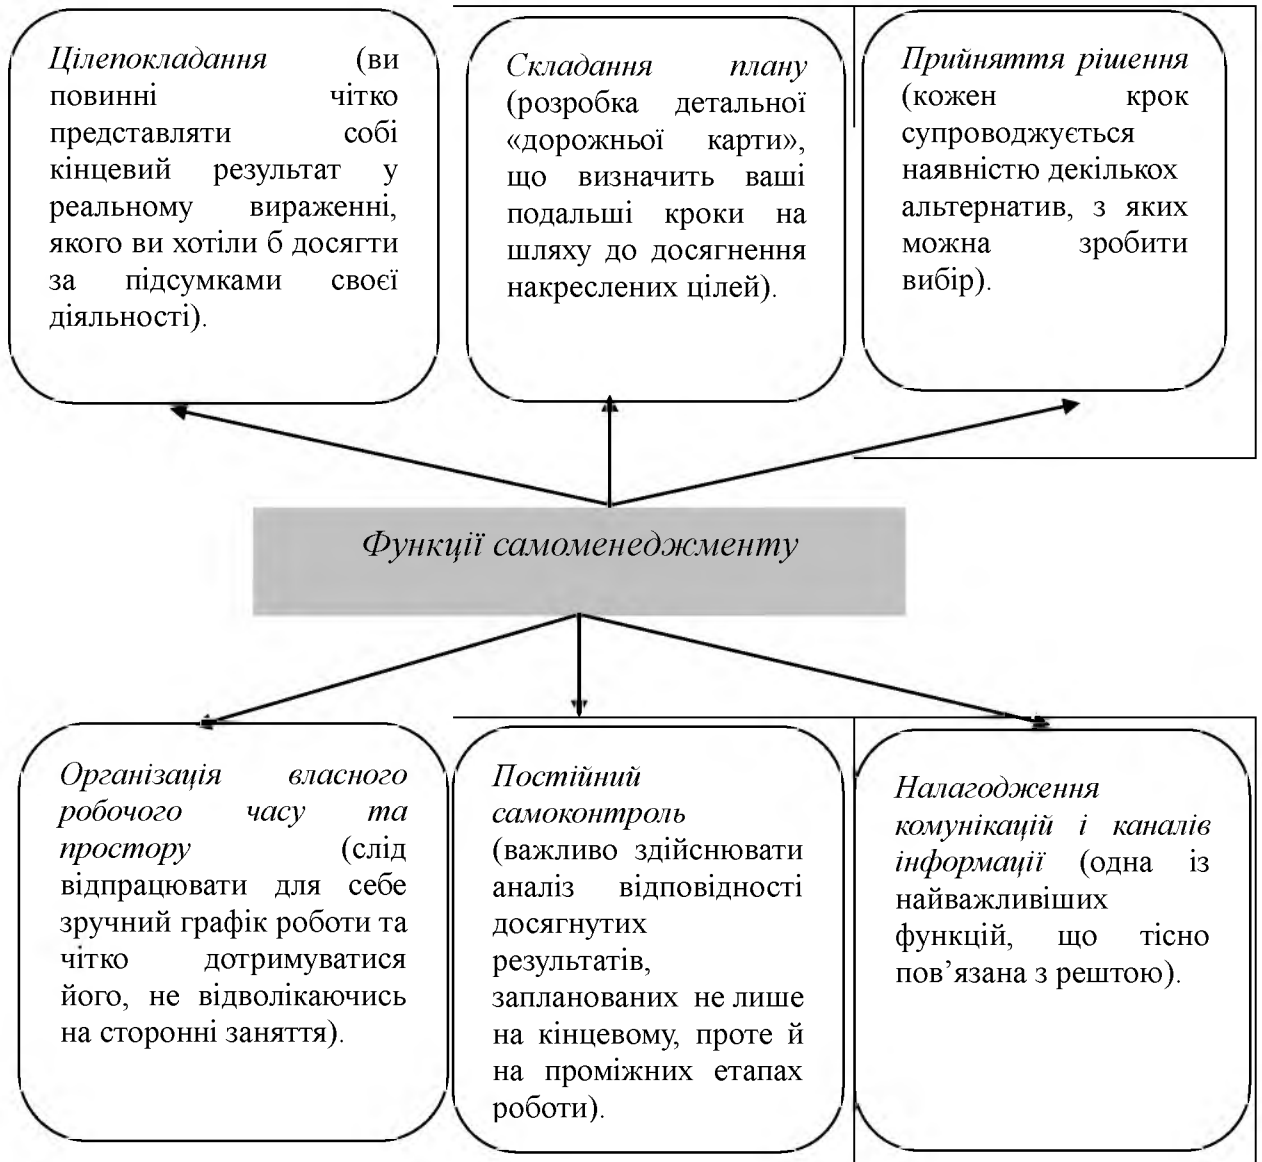 Цілепокладання (ви
повинні чітко
представляти собі
кінцевий результат у
реальному вираженні,
якого ви хотіли б досягти
за підсумками своєї
діяльності).
Складання плану
(розробка детальної
«дорожньої карти»,
що визначить ваші
подальші кроки на
шляху до досягнення
накреслених цілей).
Прийняття рішення
(кожен крок
супроводжується
наявністю декількох
альтернатив, з яких
можна зробити
вибір).
Функції самоменеджменту
Організація власного
робочого часу та
простору (слід
відпрацювати для себе
зручний графік роботи та
чітко дотримуватися
його, не відволікаючись
на сторонні заняття).
Постійний
самоконтроль
(важливо здійснювати
аналіз відповідності
досягнутих
результатів,
запланованих не лише
на кінцевому, проте й
на проміжних етапах
роботи).
Налагодження
комунікацій і каналів
інформації (одна із
найважливіших
функцій, що тісно
пов’язана з рештою).